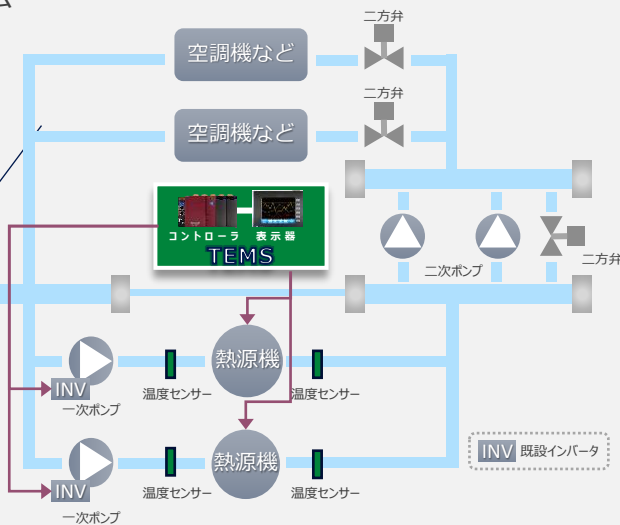 ム
二方弁
空調機など
二方弁
空調機など
コントローラ 表示器
TEMS
二次ポンプ
二方弁
熱源機
INV
一次ポンプ
温度センサー
温度センサー
熱源機
INV
一次ポンプ
温度センサー
温度センサー
INV 既設インバータ